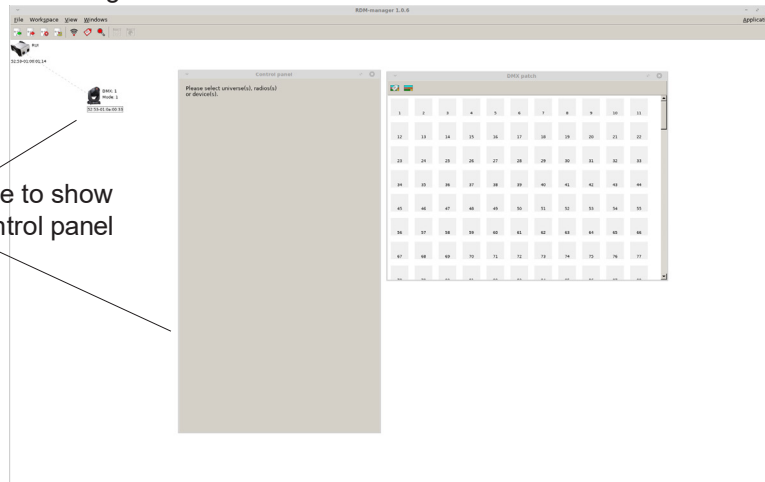 RDM-manager 1.0.6
File Workspace View Windows
Applicat
DMX: 1
Mode: 1
Control panel
Please select universe(s), radios(s)
or device(s).
DMX patch
1 2 3 4 5 6 7 8 9 10 11
12 13 14 15 16 17 18 19 20 21 22
23 24 25 26 27 28 29 30 31 32 33
34 35 36 37 38 39 40 41 42 43 44
45 46 47 48 49 50 51 52 53 54 55
56 57 58 59 60 61 62 63 64 65 66
67 68 69 70 71 72 73 74 75 76 77
e to show
ntrol panel